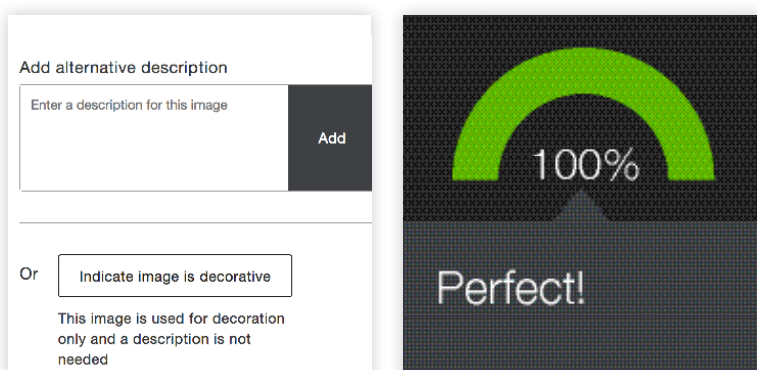 Add alternative description
Enter a description for this image
Add
Or
Indicate image is decorative
This image is used for decoration
only and a description is not
needed
100%
Perfect!